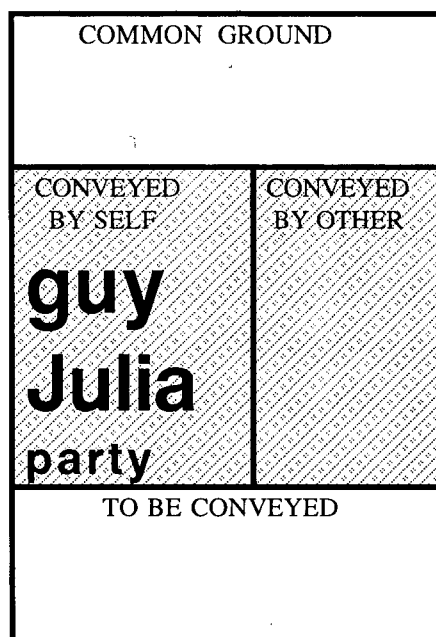 COMMON GROUND
CONVEYED
BY SELF
CONVEYED
BY OTHER
guy
Julia
party
TO BE CONVEYED